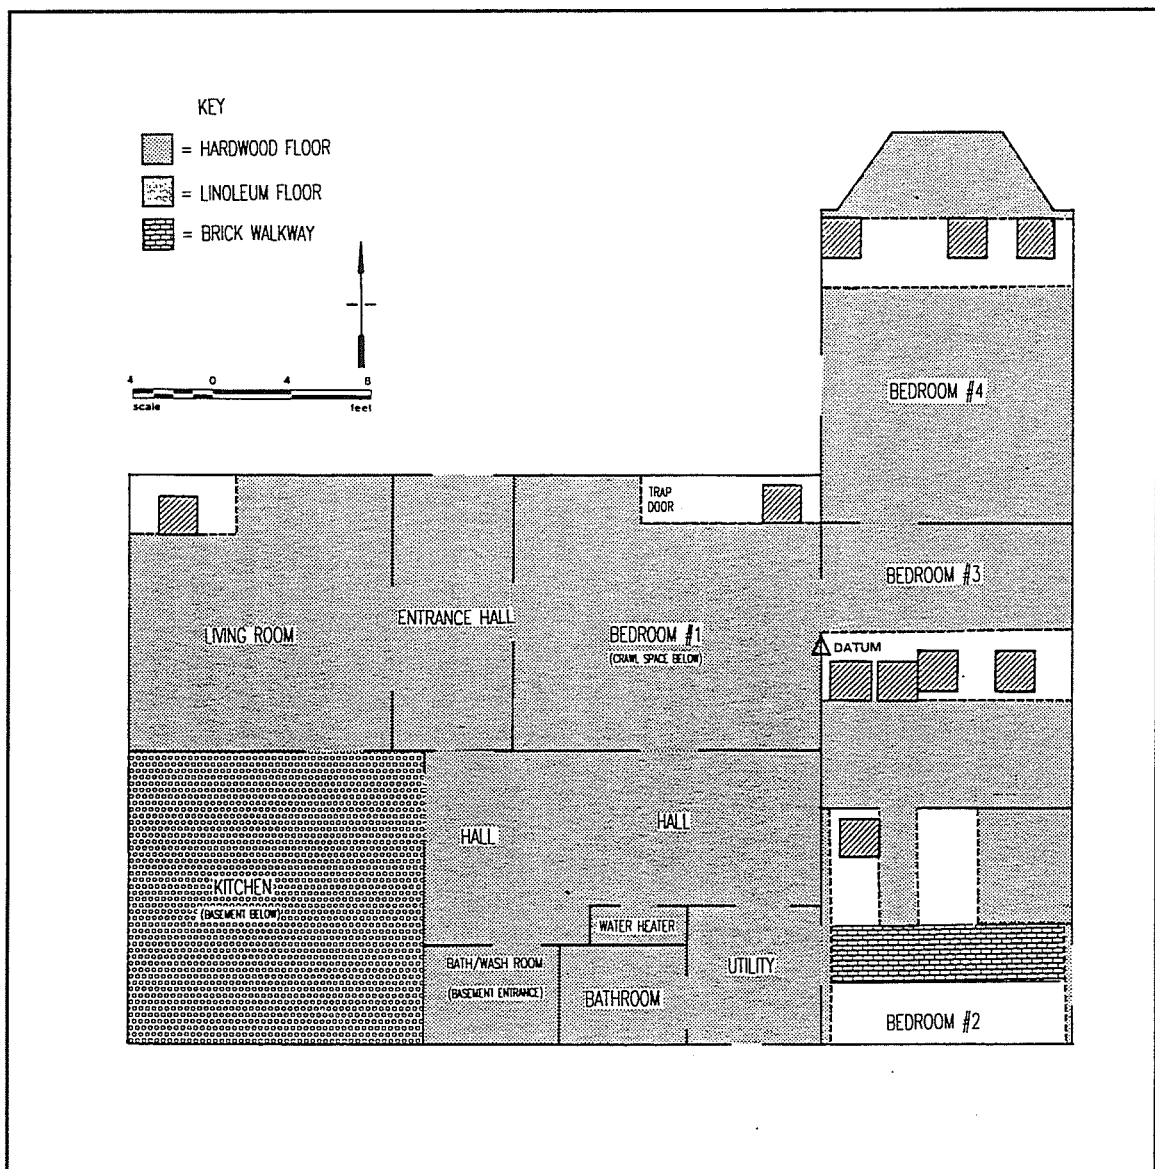 KEY
= HARDWOOD FLOOR
= LINOLEUM FLOOR
= BRICK WALKWAY
4 0 4 8
scale feet
BEDROOM #4
TRAP
DOOR
BEDROOM #3
LIVING ROOM
ENTRANCE HALL
BEDROOM #1
(CRAWL SPACE BELOW)
DATUM
HALL
HALL
KITCHEN
(BASEMENT BELOW)
WATER HEATER
BATH/WASH ROOM
(BASEMENT ENTRANCE)
BATHROOM
UTILITY
BEDROOM #2